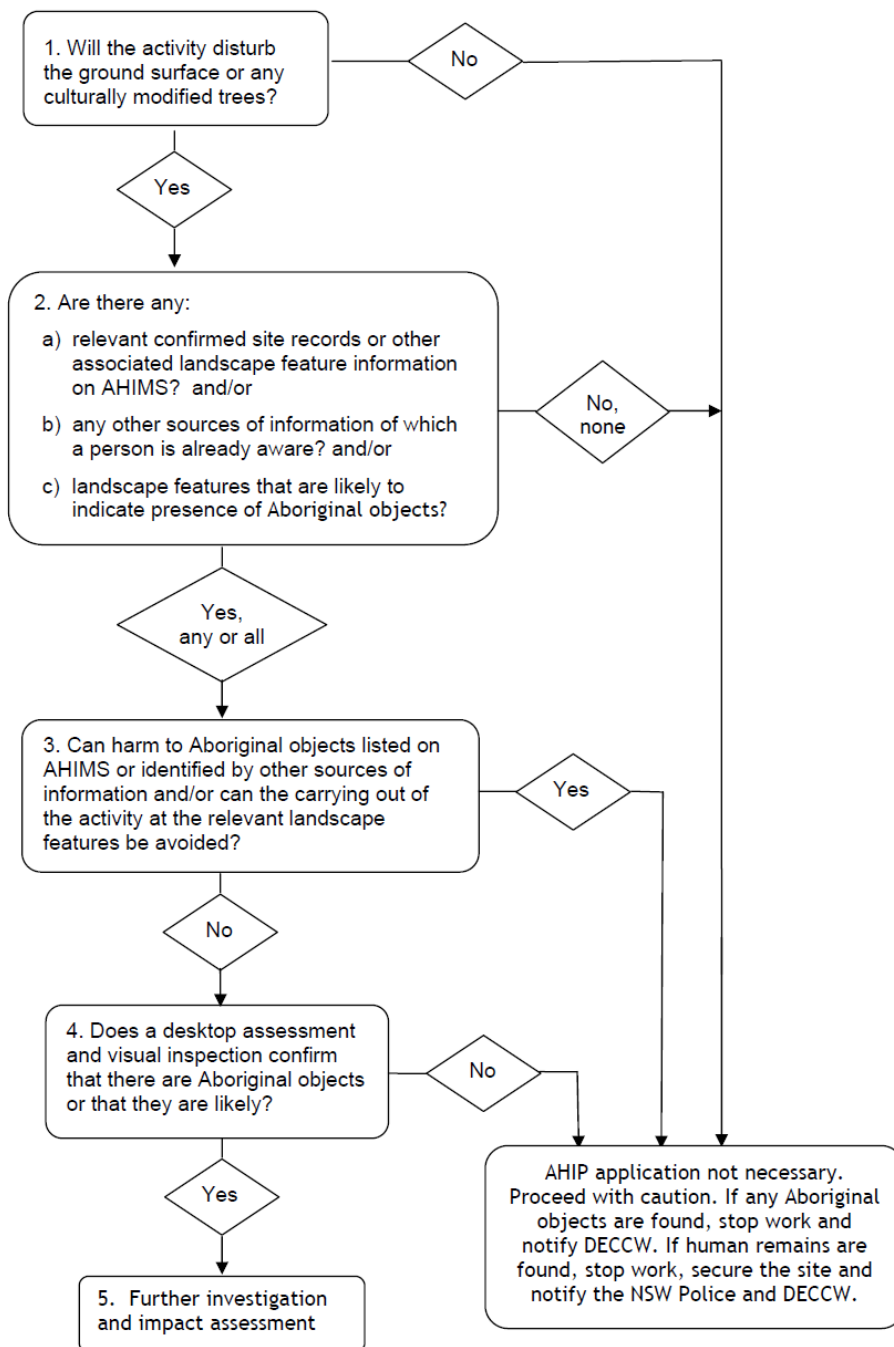 1. Will the activity disturb
the ground surface or any
culturally modified trees?
No
Yes
2. Are there any:
a) relevant confirmed site records or other
associated landscape feature information
on AHIMS? and/or
b) any other sources of information of which
a person is already aware? and/or
c) landscape features that are likely to
indicate presence of Aboriginal objects?
No,
none
Yes,
any or all
3. Can harm to Aboriginal objects listed on
AHIMS or identified by other sources of
information and/or can the carrying out of
the activity at the relevant landscape
features be avoided?
Yes
No
4. Does a desktop assessment
and visual inspection confirm
that there are Aboriginal objects
or that they are likely?
No
Yes
AHIP application not necessary.
Proceed with caution. If any Aboriginal
objects are found, stop work and
notify DECCW. If human remains are
found, stop work, secure the site and
notify the NSW Police and DECCW.
5. Further investigation
and impact assessment